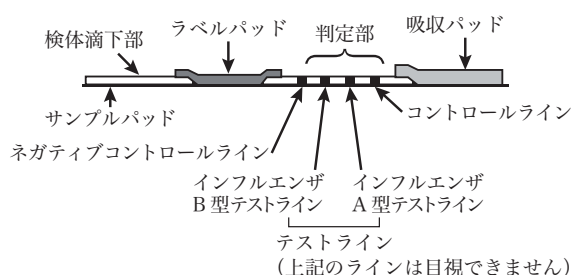 検体滴下部
ラベルパッド
判定部
吸収パッド
サンプルパッド
コントロールライン
ネガティブコントロールライン
インフルエンザ
B 型テストライン
インフルエンザ
A 型テストライン
テストライン
(上記のラインは目視できません)